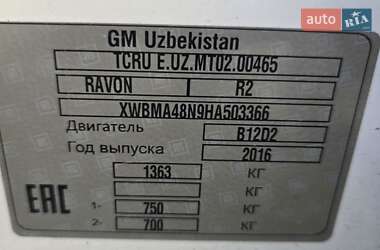 auto RIA
GM Uzbekistan
TCRU E.UZ.MT02.00465
RAVON R2
XWBMA48N9HA503366
Двигатель B12D2
Год выпуска 2016
1363 КГ
EAC
1- 750 КГ
2- 700 КГ